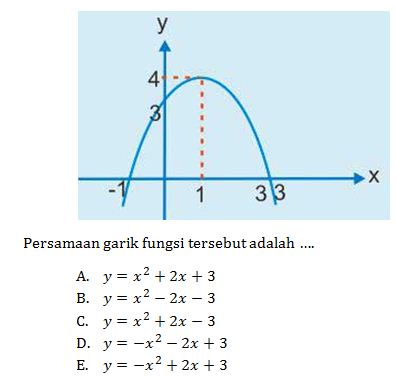 y
4
3
-1
1
3 3
x
Persamaan garik fungsi tersebut adalah ....
A. y = x² + 2x + 3
B. y = x² − 2x − 3
C. y = x² + 2x − 3
D. y = −x² − 2x + 3
E. y = −x² + 2x + 3